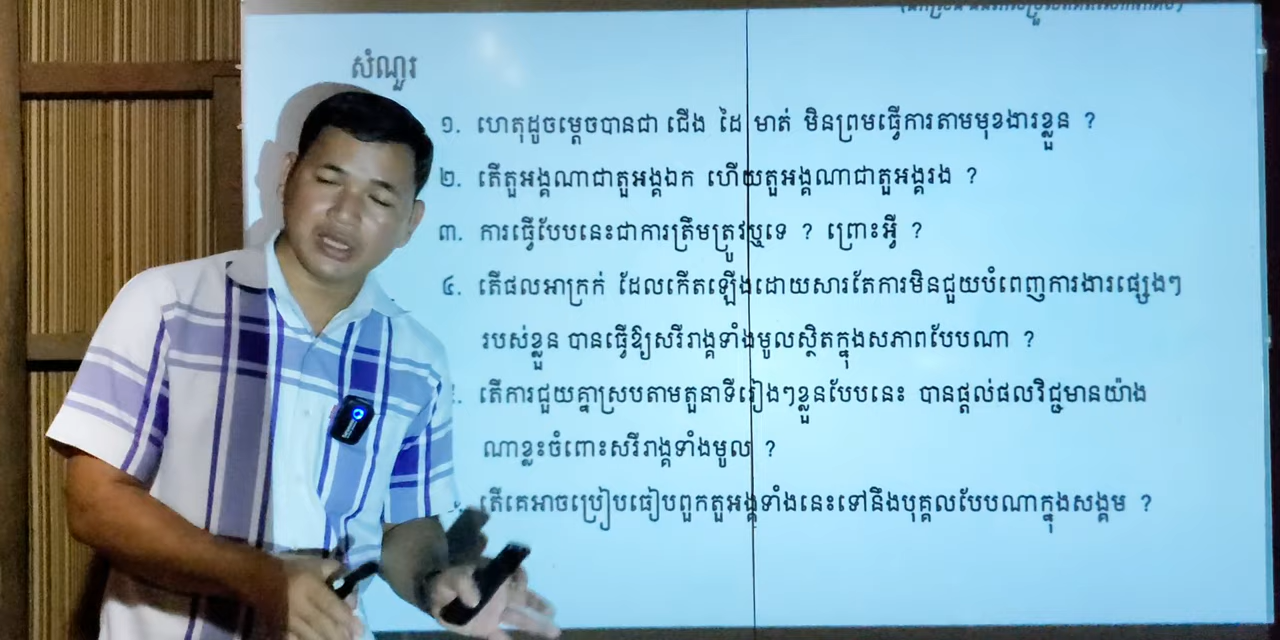 សំណួរ
១. ហេតុដូចម្ដេចបានជា ជើង ដៃ មាត់ មិនព្រមធ្វើការតាមមុខងារខ្លួន ?
២. តើតួអង្គណាជាតួអង្គឯក ហើយតួអង្គណាជាតួអង្គរង ?
៣. ការធ្វើបែបនេះជាការត្រឹមត្រូវឬទេ ? ព្រោះអ្វី ?
៤. តើផលអាក្រក់ ដែលកើតឡើងដោយសារតែការមិនជួយបំពេញការងារផ្សេងៗ
របស់ខ្លួន បានធ្វើឱ្យសរីរាង្គទាំងមូលស្ថិតក្នុងសភាពបែបណា ?
តើការជួយគ្នាស្របតាមតួនាទីរៀងៗខ្លួនបែបនេះ បានផ្ដល់ផលវិជ្ជមានយ៉ាង
ណាខ្លះចំពោះសរីរាង្គទាំងមូល ?
តើគេអាចប្រៀបធៀបពួកតួអង្គទាំងនេះទៅនឹងបុគ្គលបែបណាក្នុងសង្គម ?